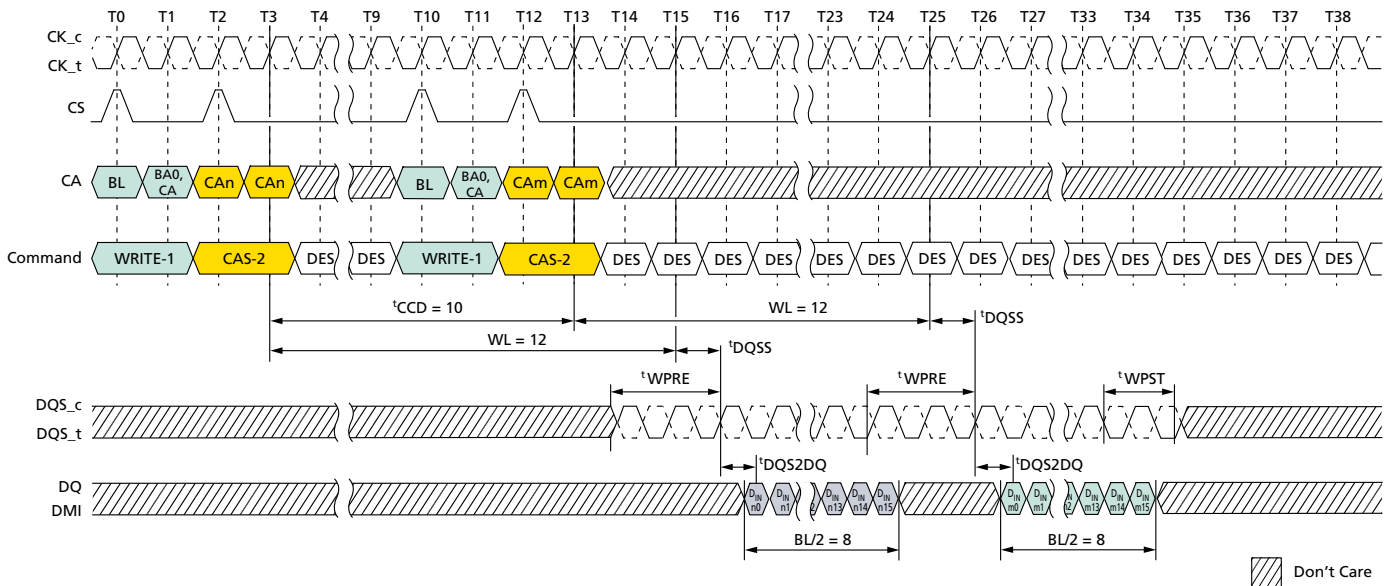 T0 T1 T2 T3 T4 T9 T10 T11 T12 T13 T14 T15 T16 T17 T23 T24 T25 T26 T27 T33 T34 T35 T36 T37 T38
CK_c
CK_t
CS
CA BL BA0, CA CAn CAn BL BA0, CA CAm CAm
Command WRITE-1 CAS-2 DES DES WRITE-1 CAS-2 DES DES DES DES DES DES DES DES DES DES DES DES DES DES DES
tCCD = 10 WL = 12 tDQSS
WL = 12 tDQSS
tWPRE tWPRE tWPST
DQS_c
DQS_t
tDQS2DQ tDQS2DQ
DQ
DMI
DIN n0 DIN n1 DIN n13 DIN n14 DIN n15 DIN m0 DIN m1 DIN m13 DIN m14 DIN m15
BL/2 = 8 BL/2 = 8
Don't Care